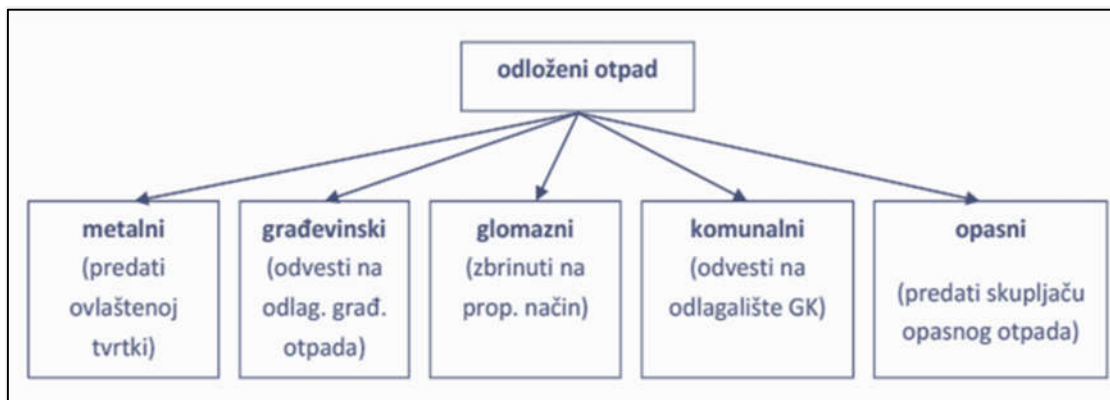 odloženi otpad
metalni
(predati
ovlaštenoj
tvrtki)
građevinski
(odvesti na
odlag. građ.
otpada)
glomazni
(zbrinuti na
prop. način)
komunalni
(odvesti na
odlagalište GK)
opasni
(predati skupljaču
opasnog otpada)